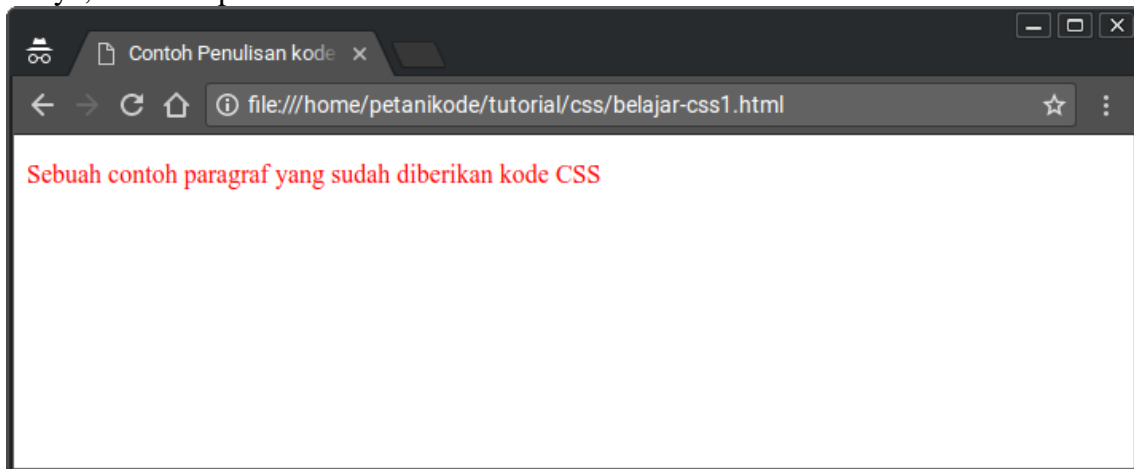 Contoh Penulisan kode
file:///home/petanikode/tutorial/css/belajar-css1.html
Sebuah contoh paragraf yang sudah diberikan kode CSS